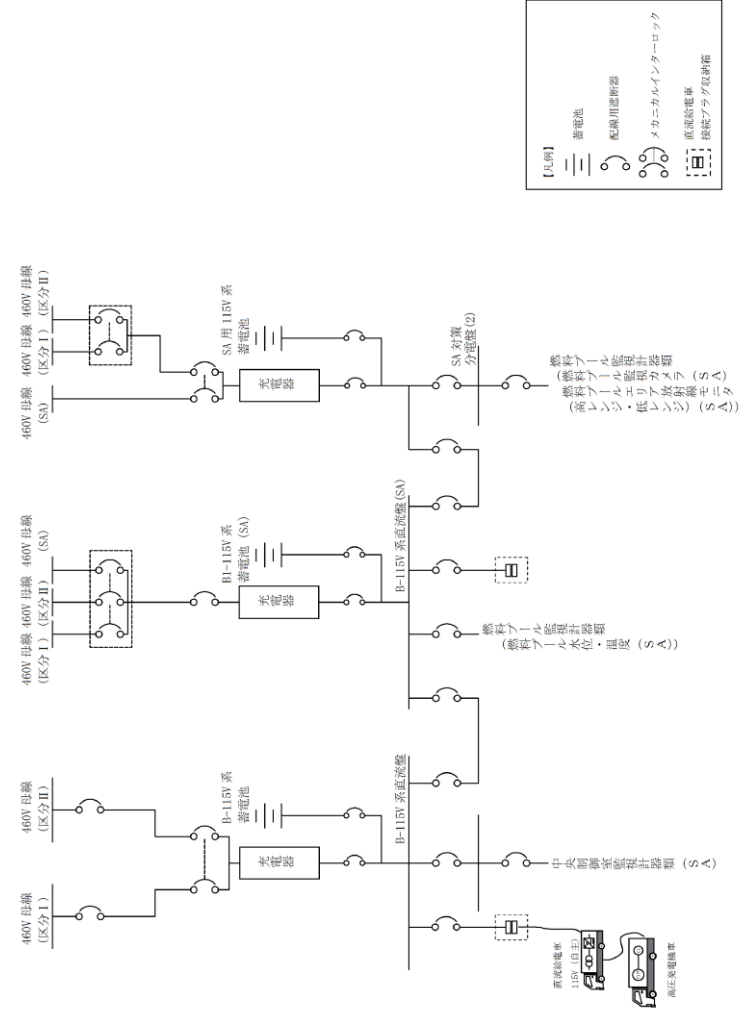 【凡例】
蓄電池
配線用遮断器
メカニカルインターロック
直流給電車
接続プラグ収納箱
460V 母線
(区分Ⅰ)
460V 母線
(区分Ⅱ)
B-115V 系
蓄電池
充電器
B-115V 系直流盤
中央制御室監視計器類 (SA)
直流給電車
115V (自主)
高圧発電機車
460V 母線
(区分Ⅰ)
460V 母線
(区分Ⅱ)
460V 母線
(SA)
B1-115V 系
蓄電池 (SA)
充電器
B-115V 系直流盤(SA)
燃料プール監視計器類
(燃料プール水位・温度 (SA))
460V 母線
(SA)
460V 母線
(区分Ⅰ)
460V 母線
(区分Ⅱ)
SA 用 115V 系
蓄電池
充電器
SA 対策
分電盤(2)
燃料プール監視計器類
(燃料プール監視カメラ (SA)
燃料プールエリア放射線モニタ
(高レンジ・低レンジ) (SA))